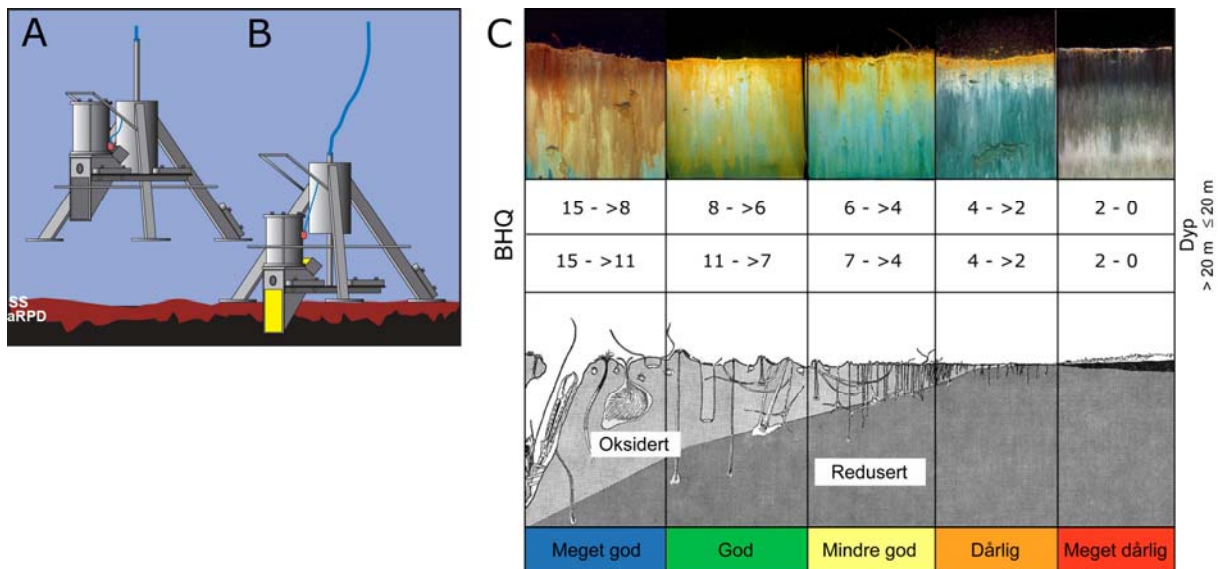 A
B
SS
aRPD
C
BHQ
15 - >8
8 - >6
6 - >4
4 - >2
2 - 0
15 - >11
11 - >7
7 - >4
4 - >2
2 - 0
Dyp
> 20 m ≤ 20 m
Oksidert
Redusert
Meget god
God
Mindre god
Dårlig
Meget dårlig